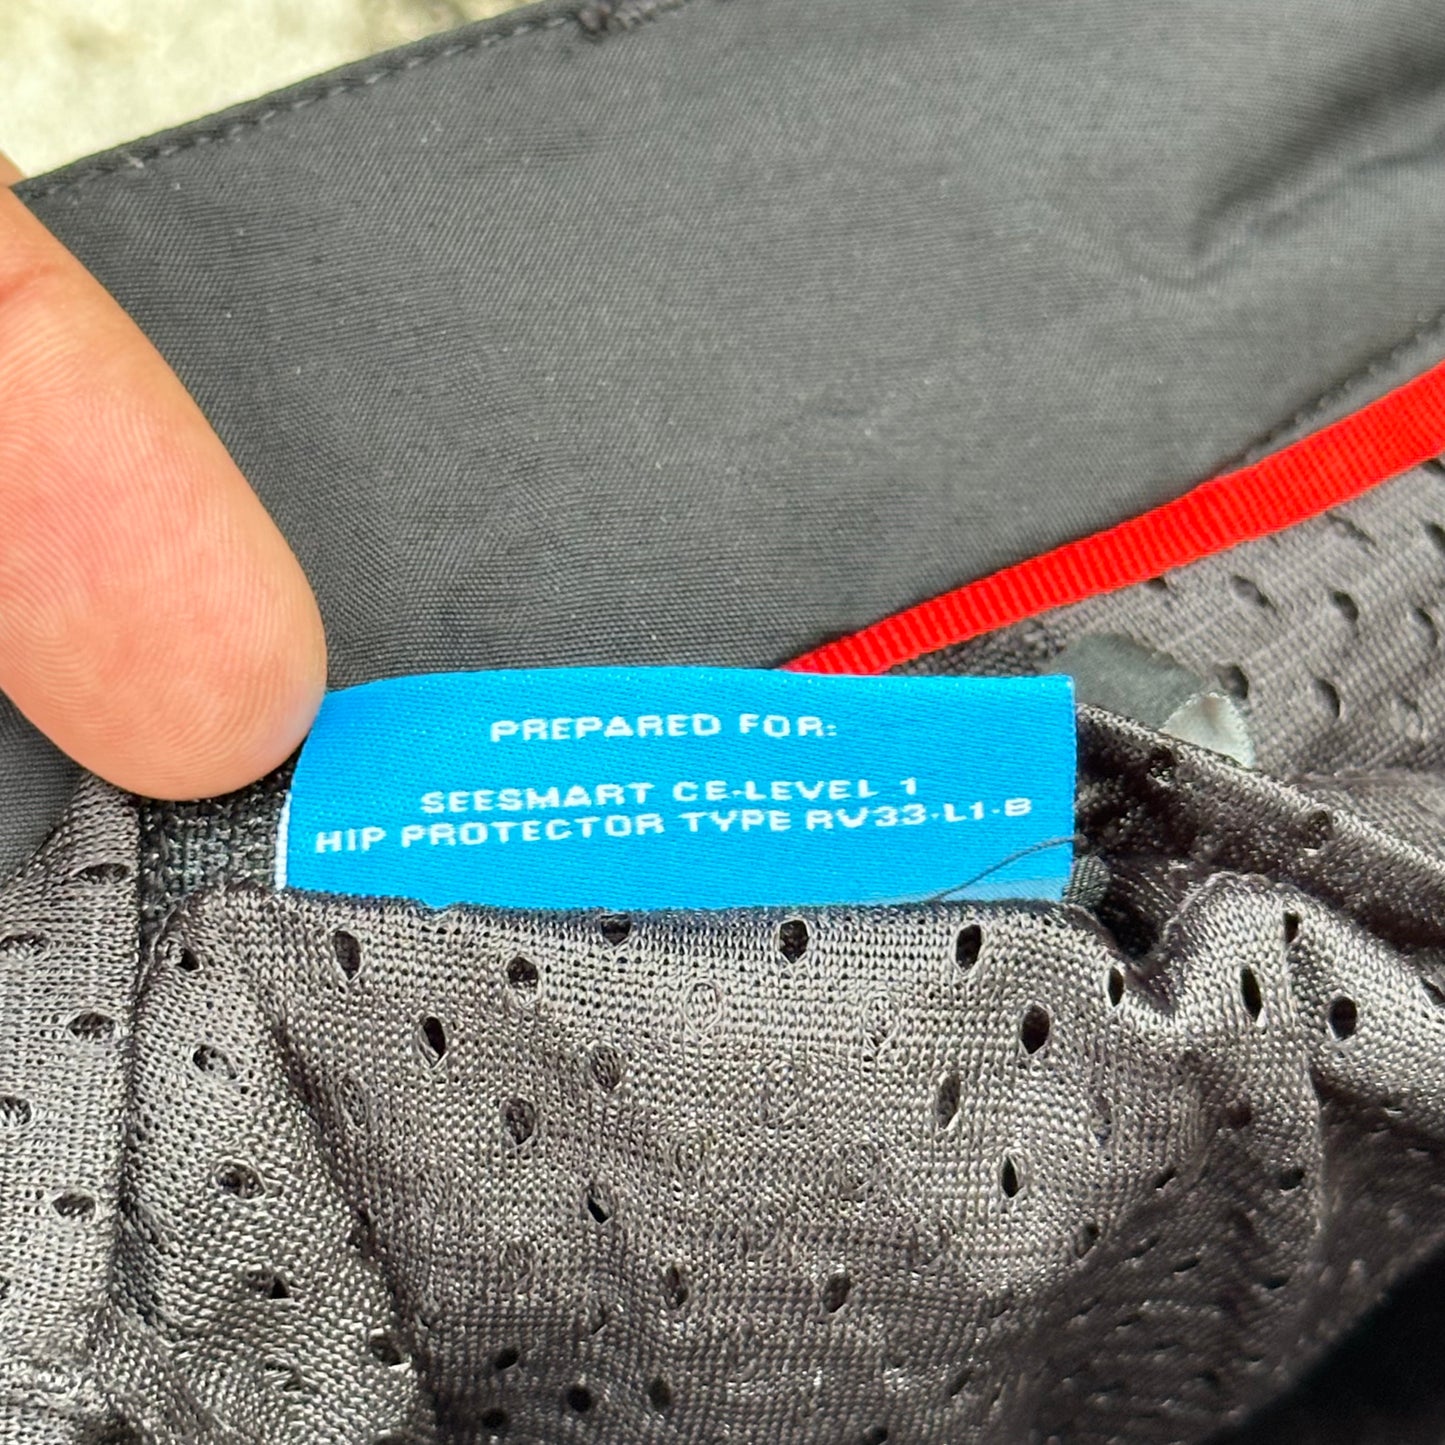 PREPARED FOR:
SEESMART CE-LEVEL 1
HIP PROTECTOR TYPE RV33-L1-B